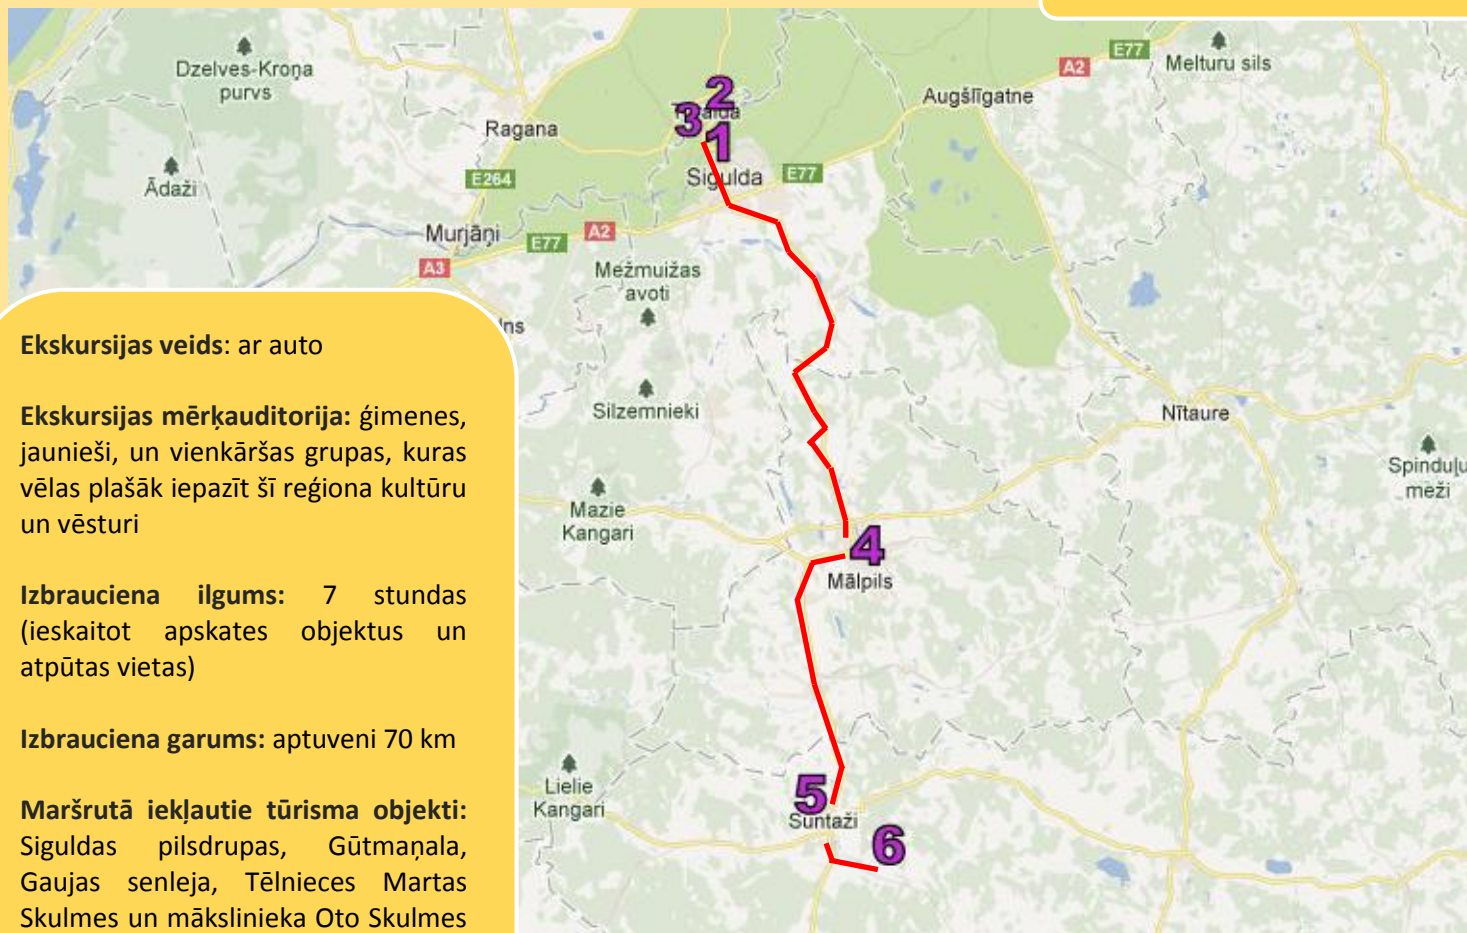 Dzelves-Kroņa
purvs
Ādaži
Ragana
E264
Murjāņi
A3
E77
A2
2
3
1
Sigulda
E77
Augšlīgatne
A2
E77
Melturu sils
Mežmuižas
avoti
Silzemnieki
Mazie
Kangari
Nītaure
Spinduļu
meži
4
Mālpils
Lielie
Kangari
5
Suntaži
6
Ekskursijas veids: ar auto
Ekskursijas mērķauditorija: ģimenes,
jaunieši, un vienkāršas grupas, kuras
vēlas plašāk iepazīt šī reģiona kultūru
un vēsturi
Izbrauciena ilgums: 7 stundas
(ieskaitot apskates objektus un
atpūtas vietas)
Izbrauciena garums: aptuveni 70 km
Maršrutā iekļautie tūrisma objekti:
Siguldas pilsdrupas, Gūtmaņala,
Gaujas senleja, Tēlnieces Martas
Skulmes un mākslinieka Oto Skulmes